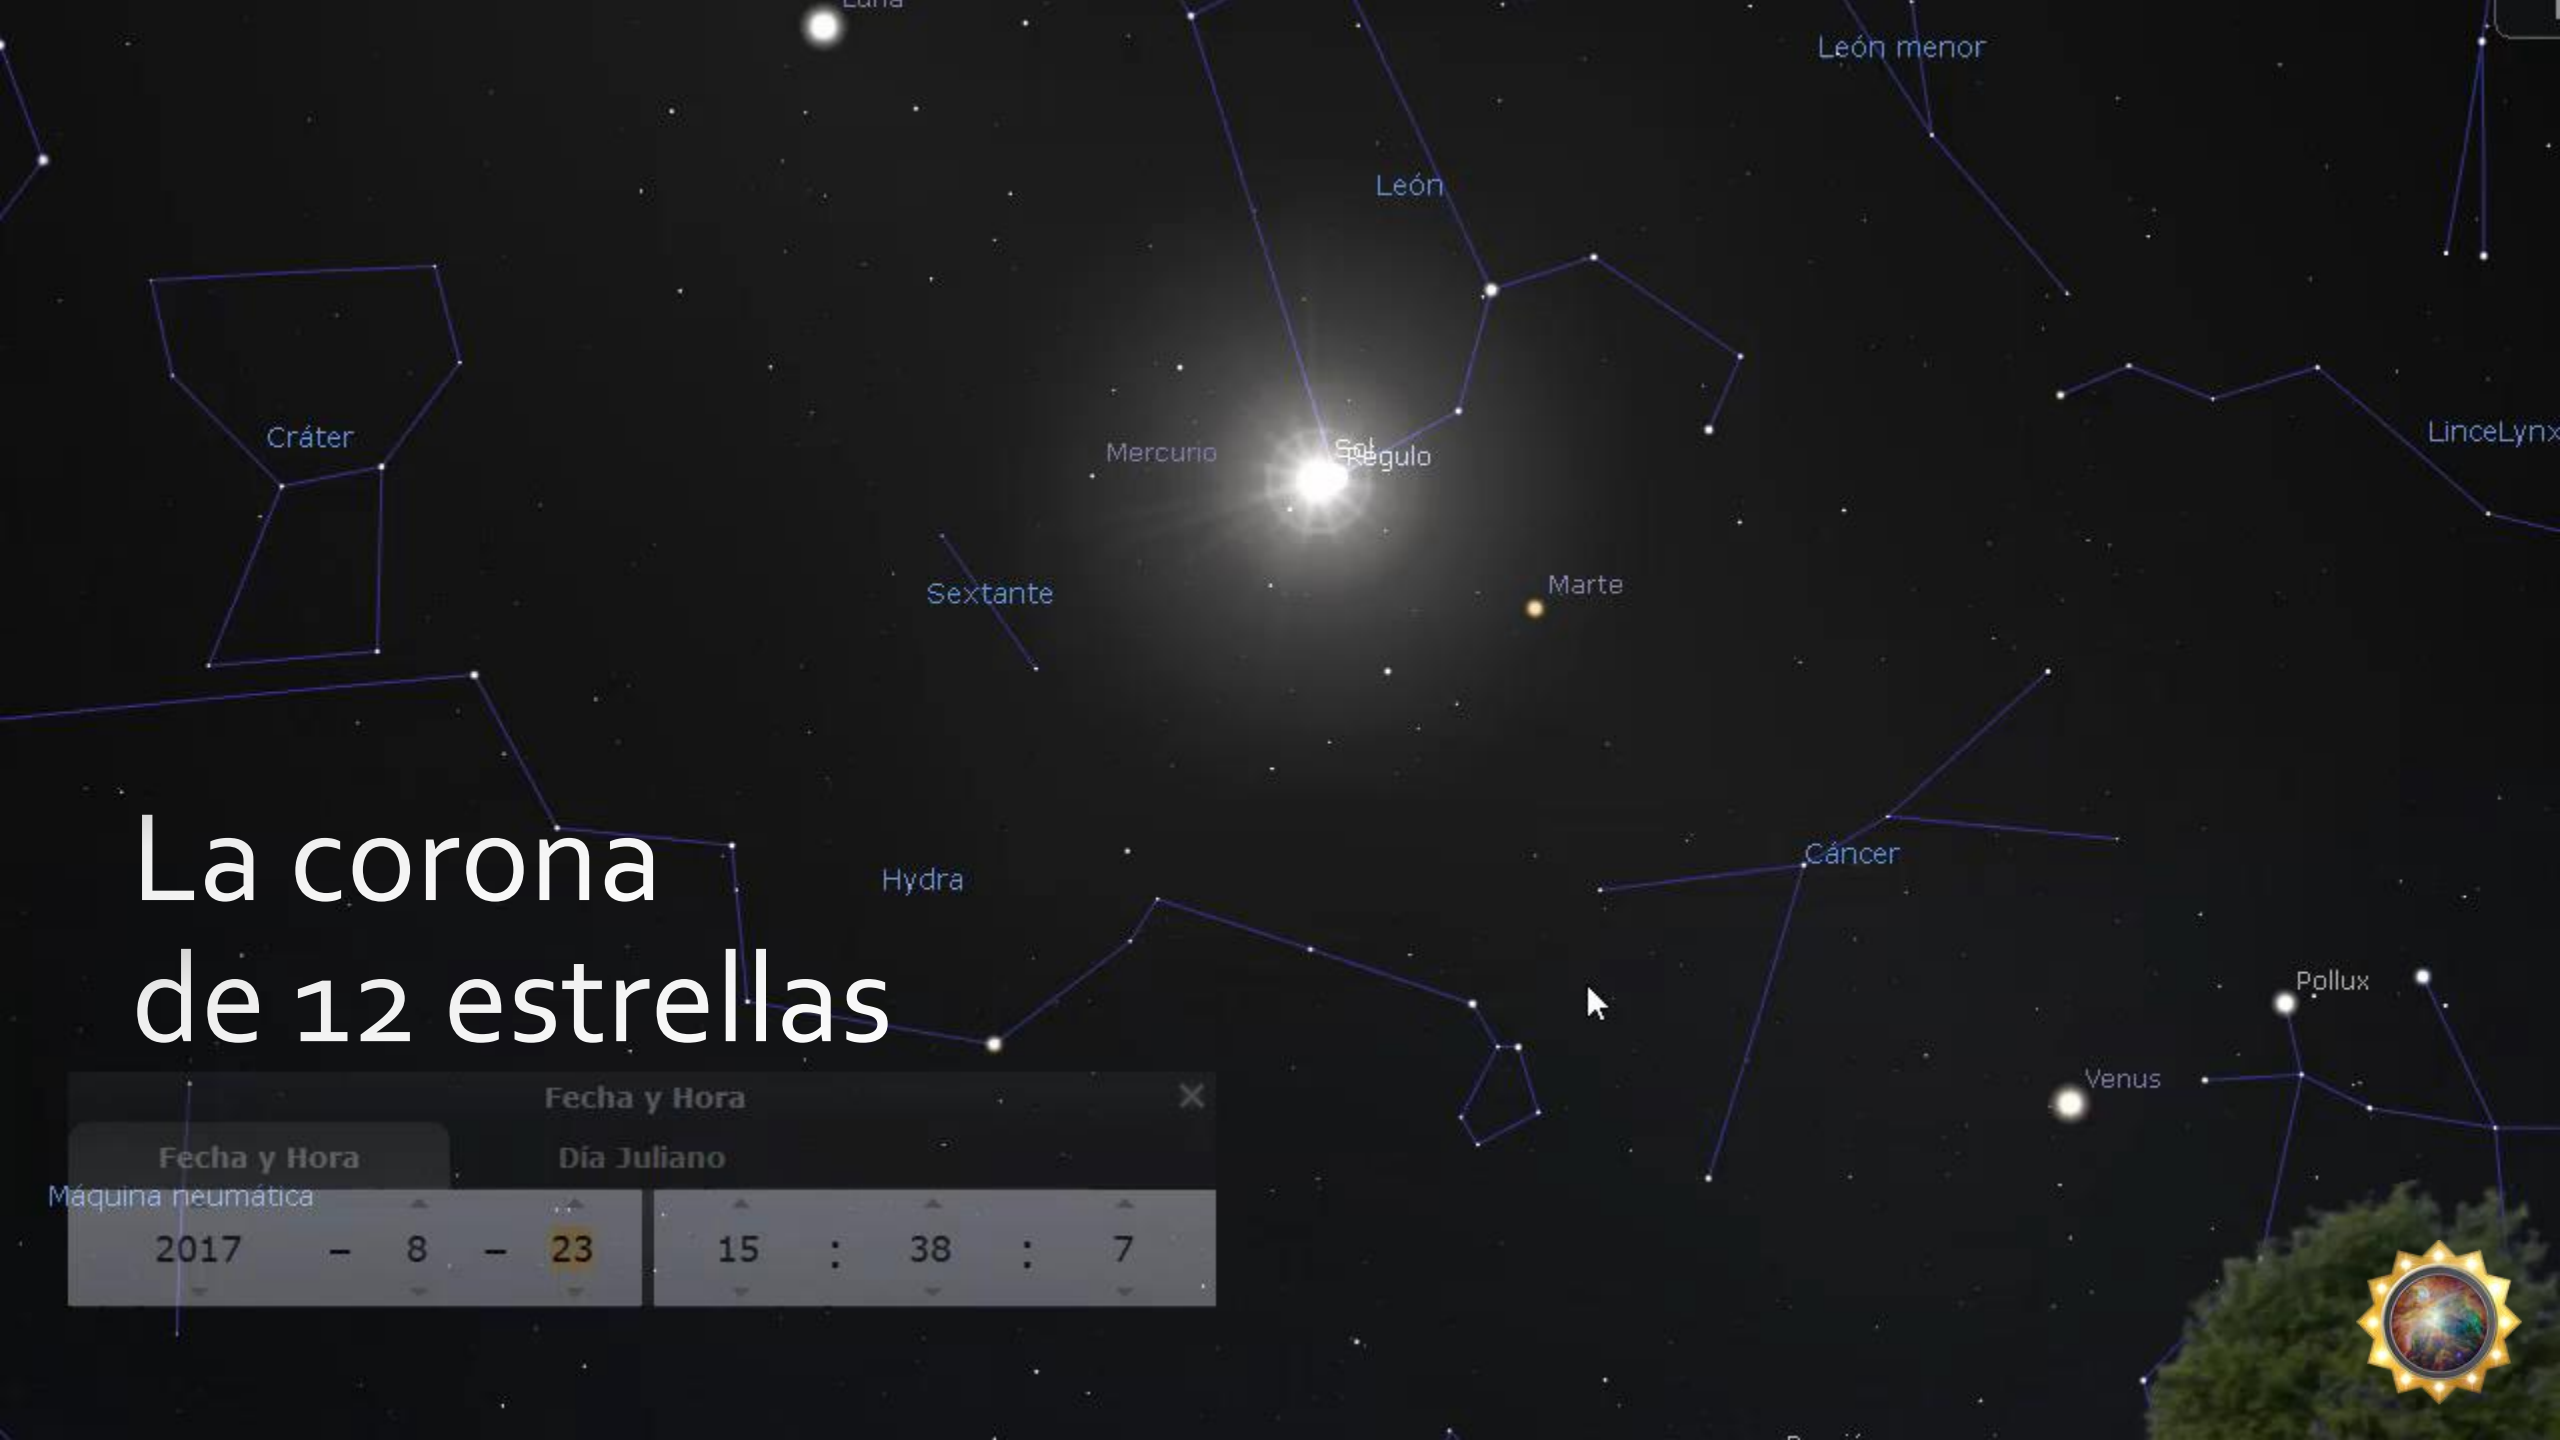 Luna
León menor
León
Cráter
LinceLynx
Mercurio
Sol
Régulo
Marte
Sextante
La corona
de 12 estrellas
Hydra
Cáncer
Pollux
Venus
Fecha y Hora
Fecha y Hora
Día Juliano
Máquina neumática
2017 – 8 – 23 15 : 38 : 7